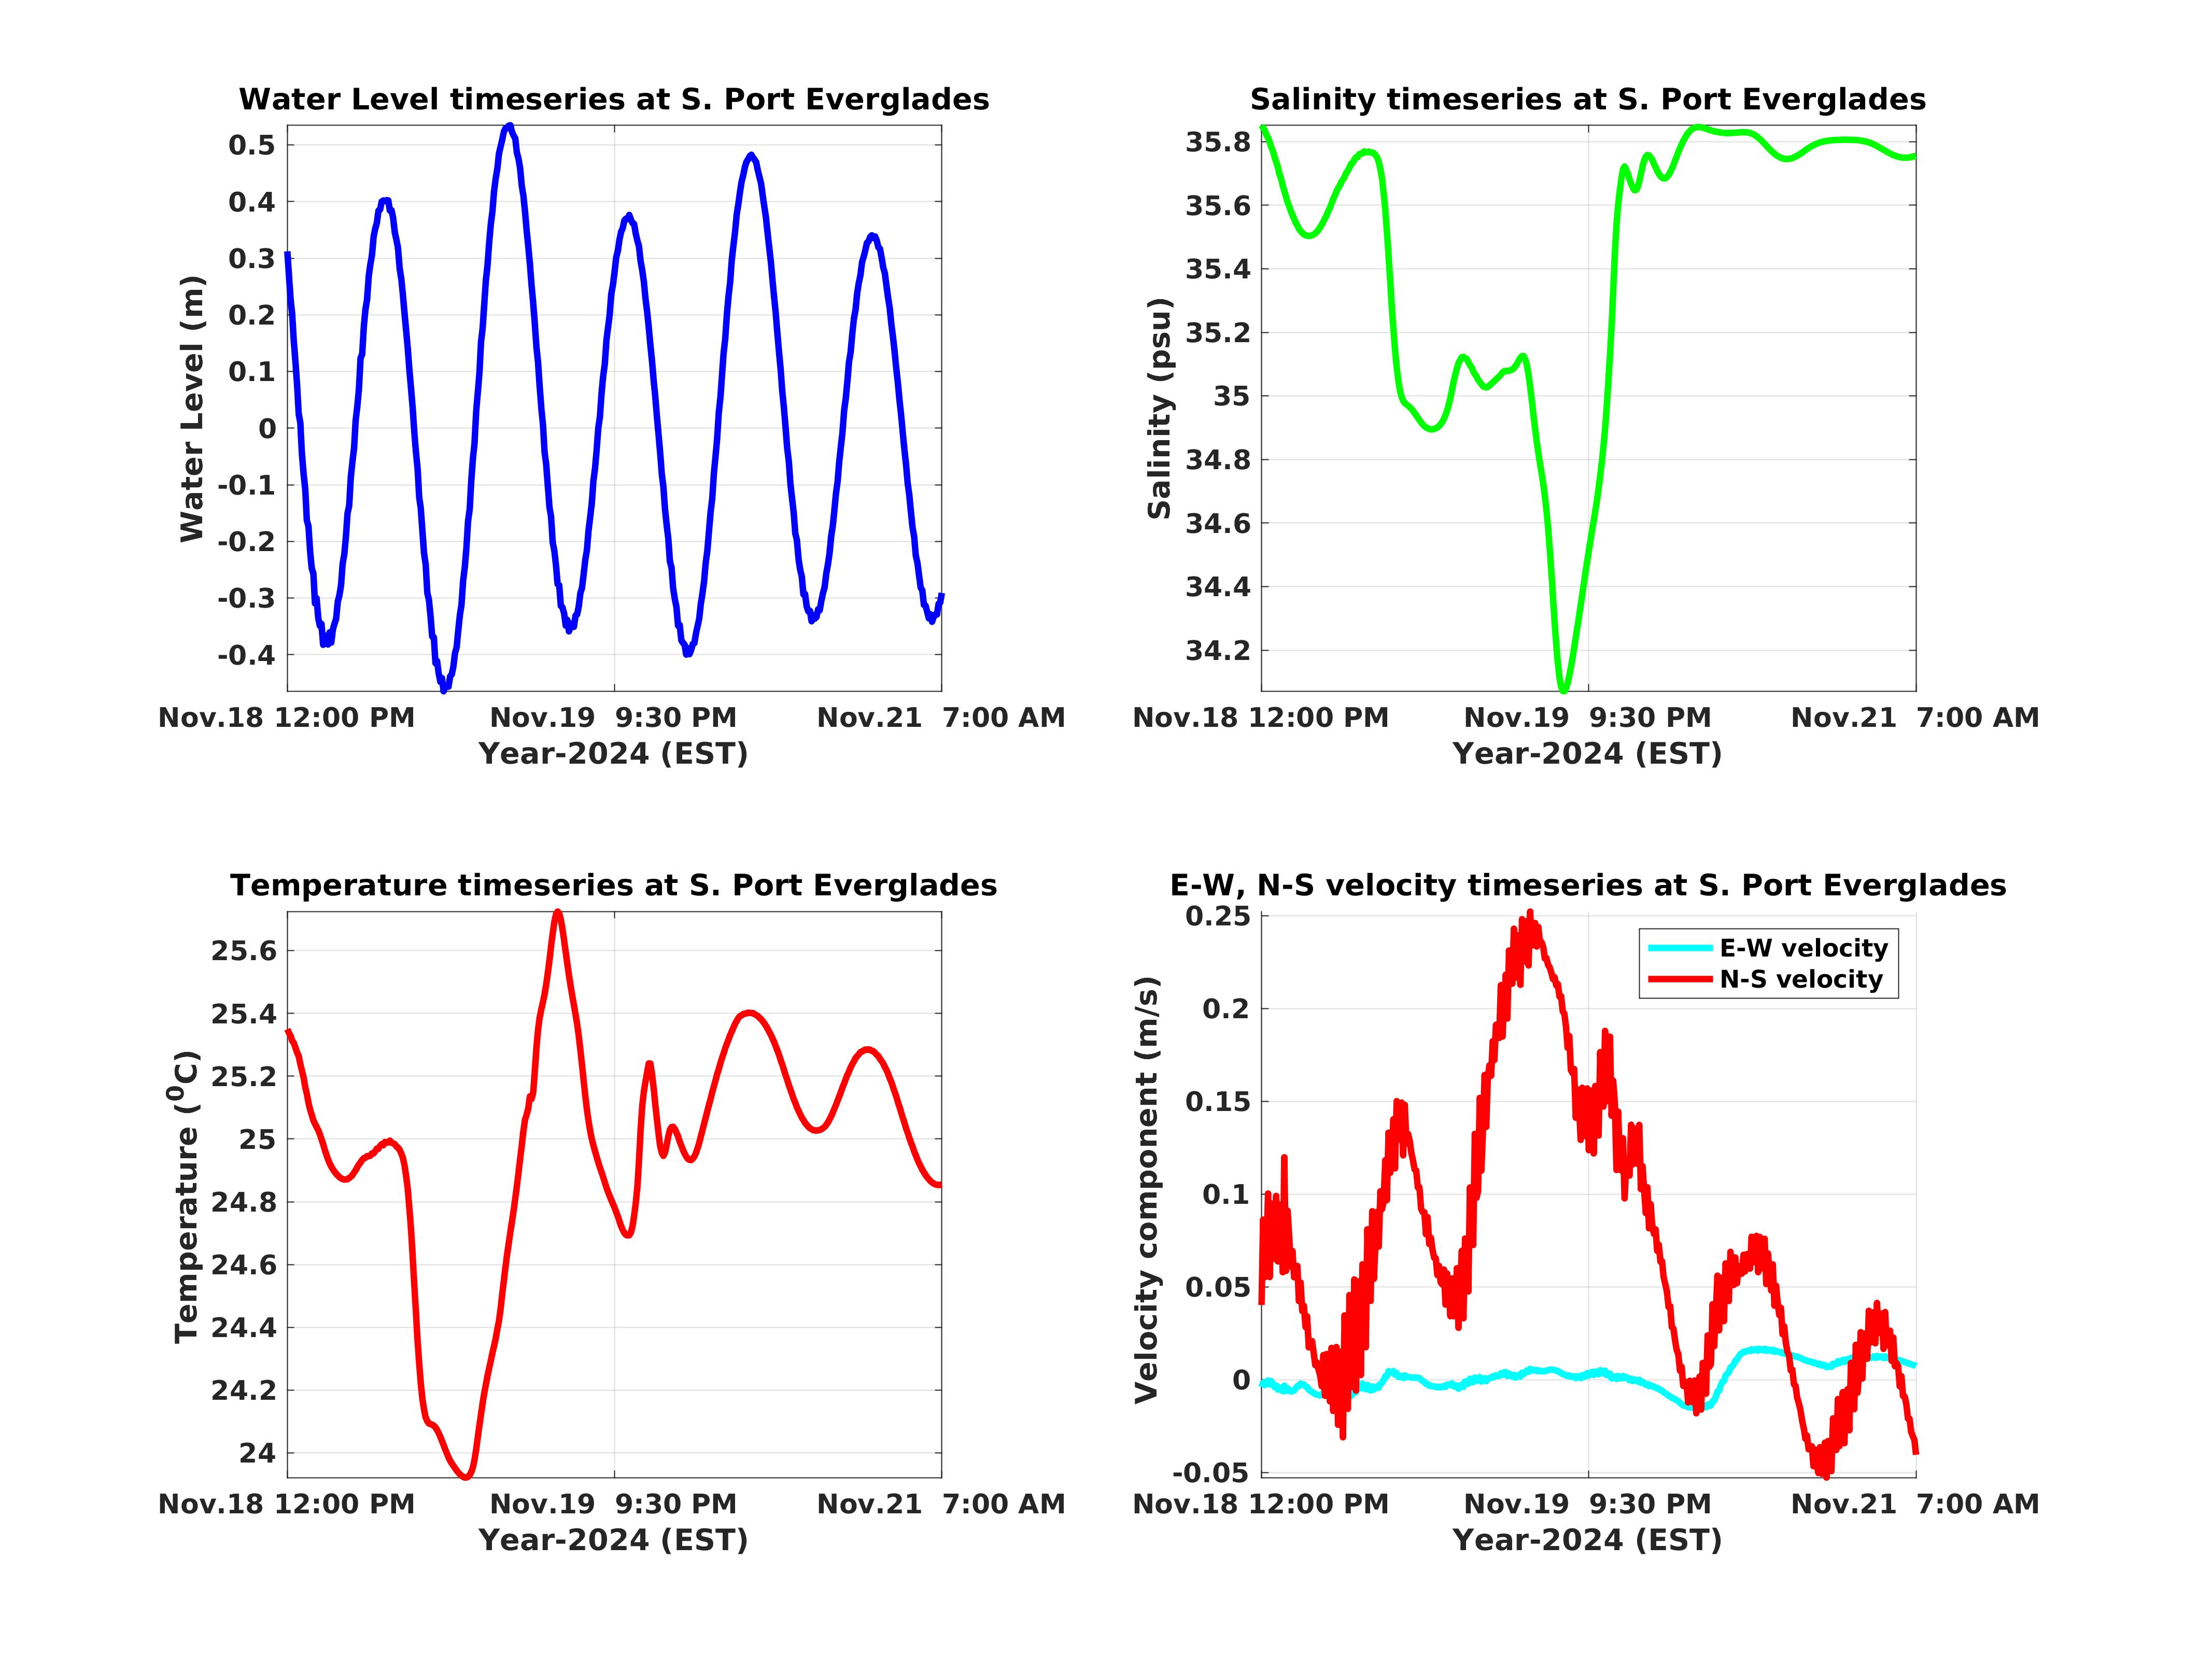 Water Level timeseries at S. Port Everglades
Water Level (m)
0.5
0.4
0.3
0.2
0.1
0
-0.1
-0.2
-0.3
-0.4
Nov.18 12:00 PM Nov.19 9:30 PM Nov.21 7:00 AM
Year-2024 (EST)
Salinity timeseries at S. Port Everglades
Salinity (psu)
35.8
35.6
35.4
35.2
35
34.8
34.6
34.4
34.2
Nov.18 12:00 PM Nov.19 9:30 PM Nov.21 7:00 AM
Year-2024 (EST)
Temperature timeseries at S. Port Everglades
Temperature (⁰C)
25.6
25.4
25.2
25
24.8
24.6
24.4
24.2
24
Nov.18 12:00 PM Nov.19 9:30 PM Nov.21 7:00 AM
Year-2024 (EST)
E-W, N-S velocity timeseries at S. Port Everglades
Velocity component (m/s)
0.25
0.2
0.15
0.1
0.05
0
-0.05
E-W velocity
N-S velocity
Nov.18 12:00 PM Nov.19 9:30 PM Nov.21 7:00 AM
Year-2024 (EST)